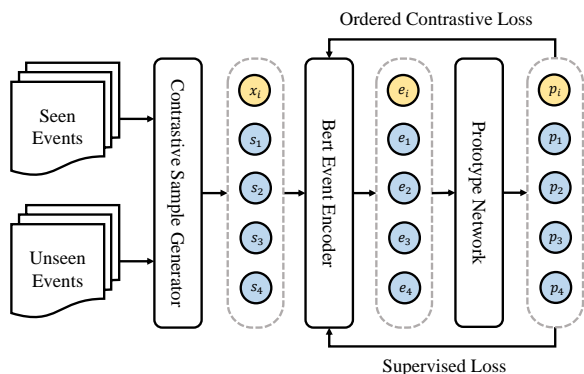 Ordered Contrastive Loss
Seen
Events
Unseen
Events
Contrastive Sample Generator
x_i
s_1
s_2
s_3
s_4
Bert Event Encoder
e_i
e_1
e_2
e_3
e_4
Prototype Network
p_i
p_1
p_2
p_3
p_4
Supervised Loss